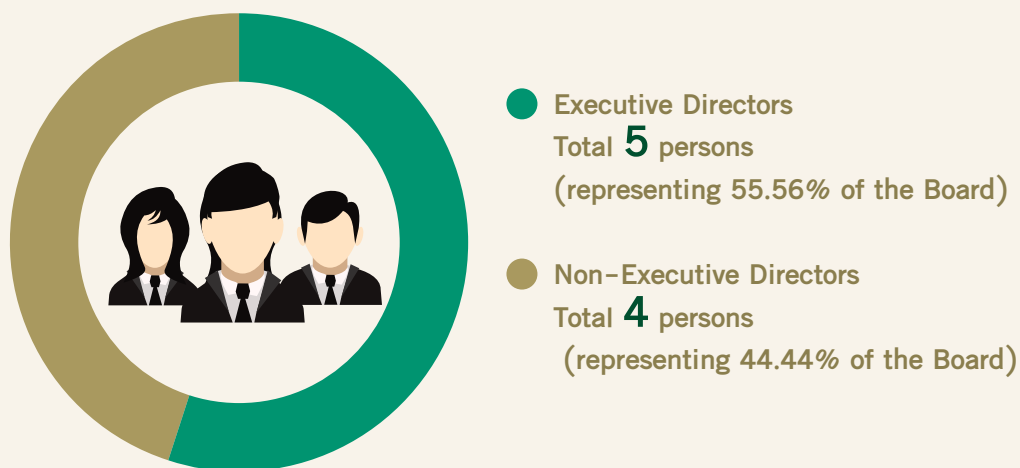 Executive Directors
Total 5 persons
(representing 55.56% of the Board)
Non-Executive Directors
Total 4 persons
(representing 44.44% of the Board)